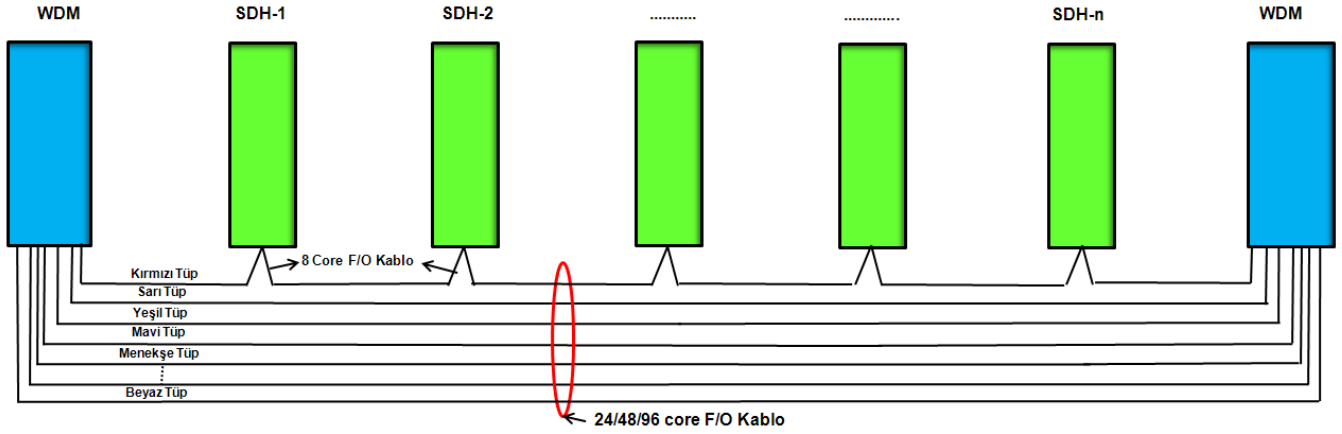 WDM
SDH-1
SDH-2
...........
.............
SDH-n
WDM
8 Core F/O Kablo
Kırmızı Tüp
Sarı Tüp
Yeşil Tüp
Mavi Tüp
Menekşe Tüp
Beyaz Tüp
24/48/96 core F/O Kablo